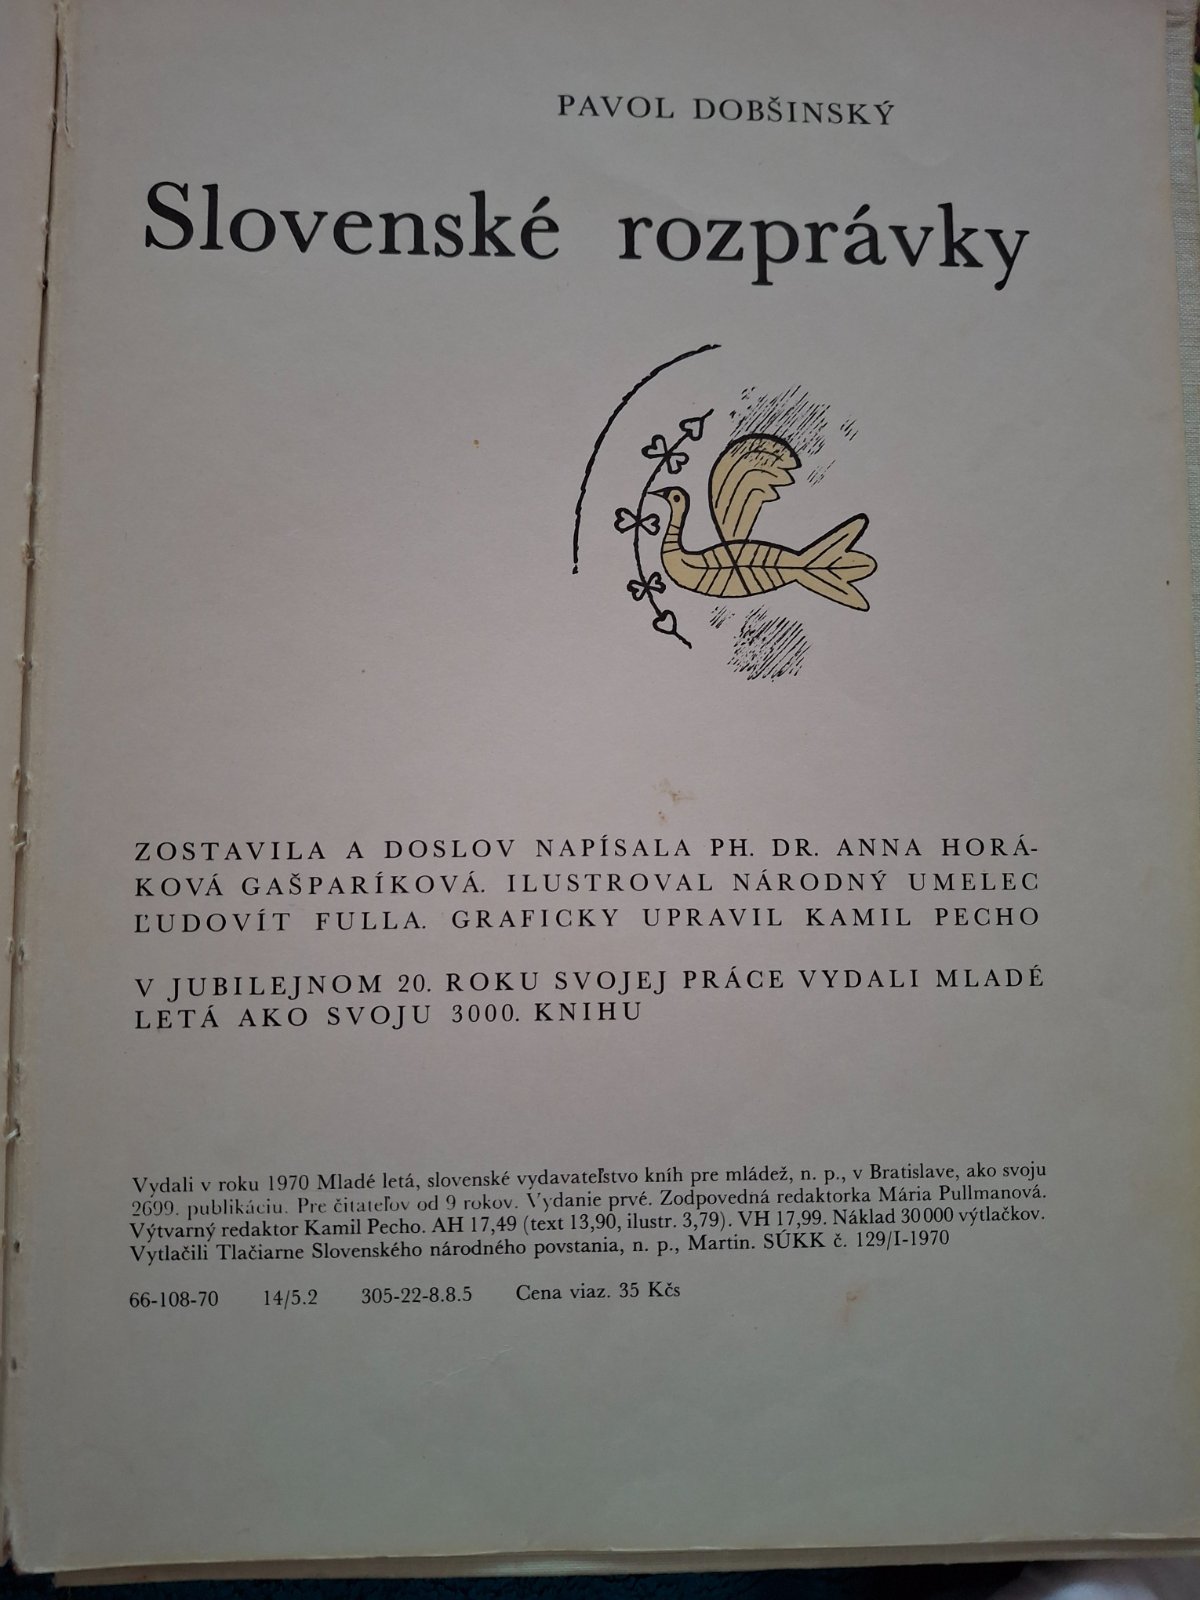 PAVOL DOBŠINSKÝ
Slovenské rozprávky
ZOSTAVILA A DOSLOV NAPÍSALA PH. DR. ANNA HORÁ-
KOVÁ GAŠPARÍKOVÁ. ILUSTROVAL NÁRODNÝ UMELEC
ĽUDOVÍT FULLA. GRAFICKY UPRAVIL KAMIL PECHO
V JUBILEJNOM 20. ROKU SVOJEJ PRÁCE VYDALI MLADÉ
LETÁ AKO SVOJU 3000. KNIHU
Vydali v roku 1970 Mladé letá, slovenské vydavateľstvo kníh pre mládež, n. p., v Bratislave, ako svoju
2699. publikáciu. Pre čitateľov od 9 rokov. Vydanie prvé. Zodpovedná redaktorka Mária Pullmanová.
Výtvarný redaktor Kamil Pecho. AH 17,49 (text 13,90, ilustr. 3,79). VH 17,99. Náklad 30 000 výtlačkov.
Vytlačili Tlačiarne Slovenského národného povstania, n. p., Martin. SÚKK č. 129/I-1970
66-108-70 14/5.2 305-22-8.8.5 Cena viaz. 35 Kčs